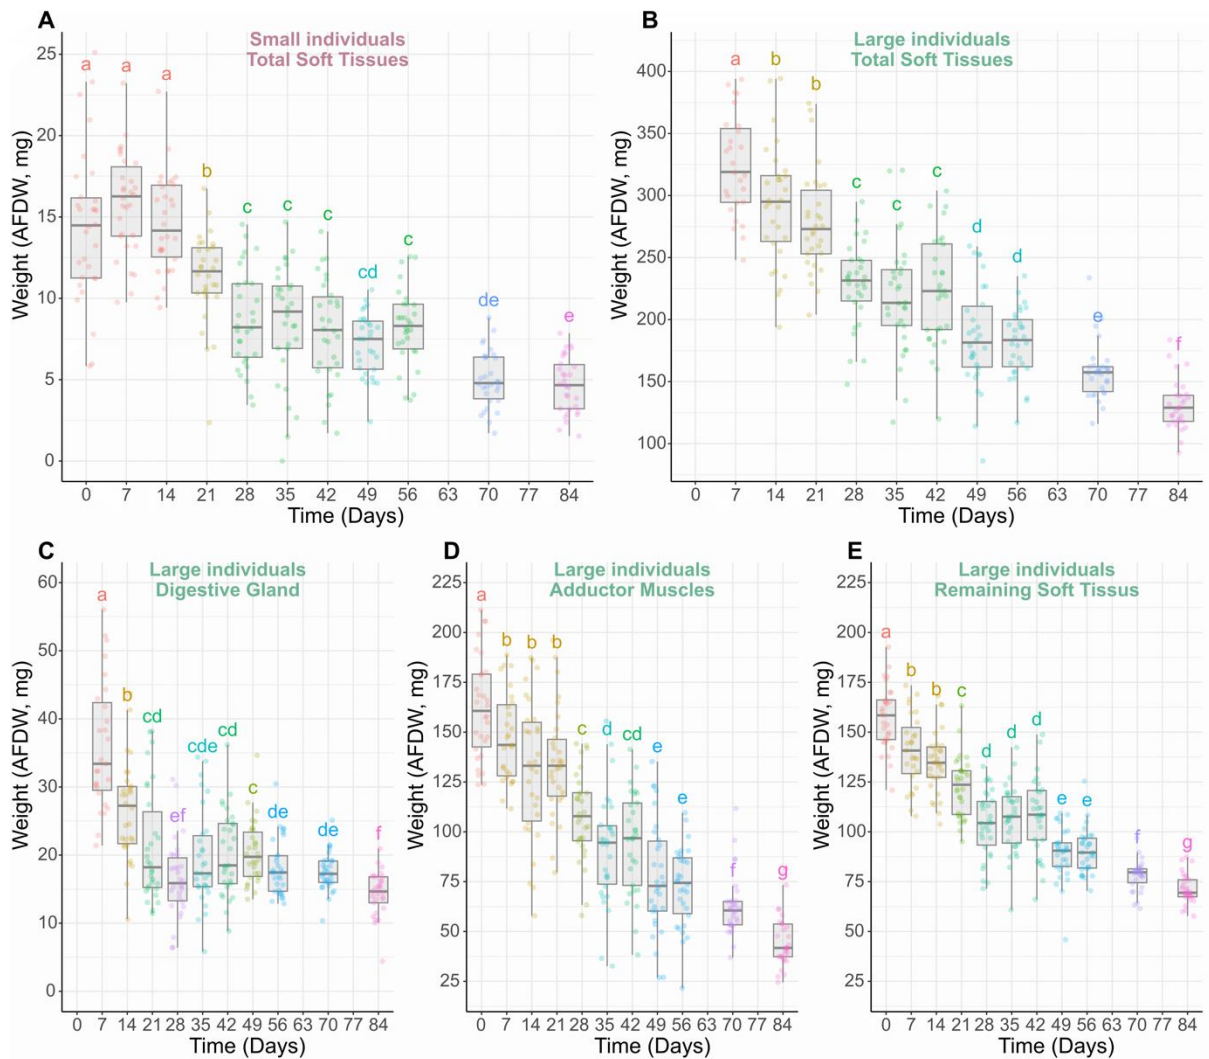 A
Small individuals
Total Soft Tissues
Weight (AFDW, mg)
25
20
15
10
5
0
a a a b c c c cd c de e
0 7 14 21 28 35 42 49 56 63 70 77 84
Time (Days)
B
Large individuals
Total Soft Tissues
Weight (AFDW, mg)
400
350
300
250
200
150
100
a b b c c c d d e f
0 7 14 21 28 35 42 49 56 63 70 77 84
Time (Days)
C
Large individuals
Digestive Gland
Weight (AFDW, mg)
60
50
40
30
20
10
0
a b cd ef cde cd c de de f
0 7 14 21 28 35 42 49 56 63 70 77 84
Time (Days)
D
Large individuals
Adductor Muscles
Weight (AFDW, mg)
225
200
175
150
125
100
75
50
25
a b b b c d cd e e f g
0 7 14 21 28 35 42 49 56 63 70 77 84
Time (Days)
E
Large individuals
Remaining Soft Tissus
Weight (AFDW, mg)
225
200
175
150
125
100
75
50
25
a b b c d d d e e f g
0 7 14 21 28 35 42 49 56 63 70 77 84
Time (Days)